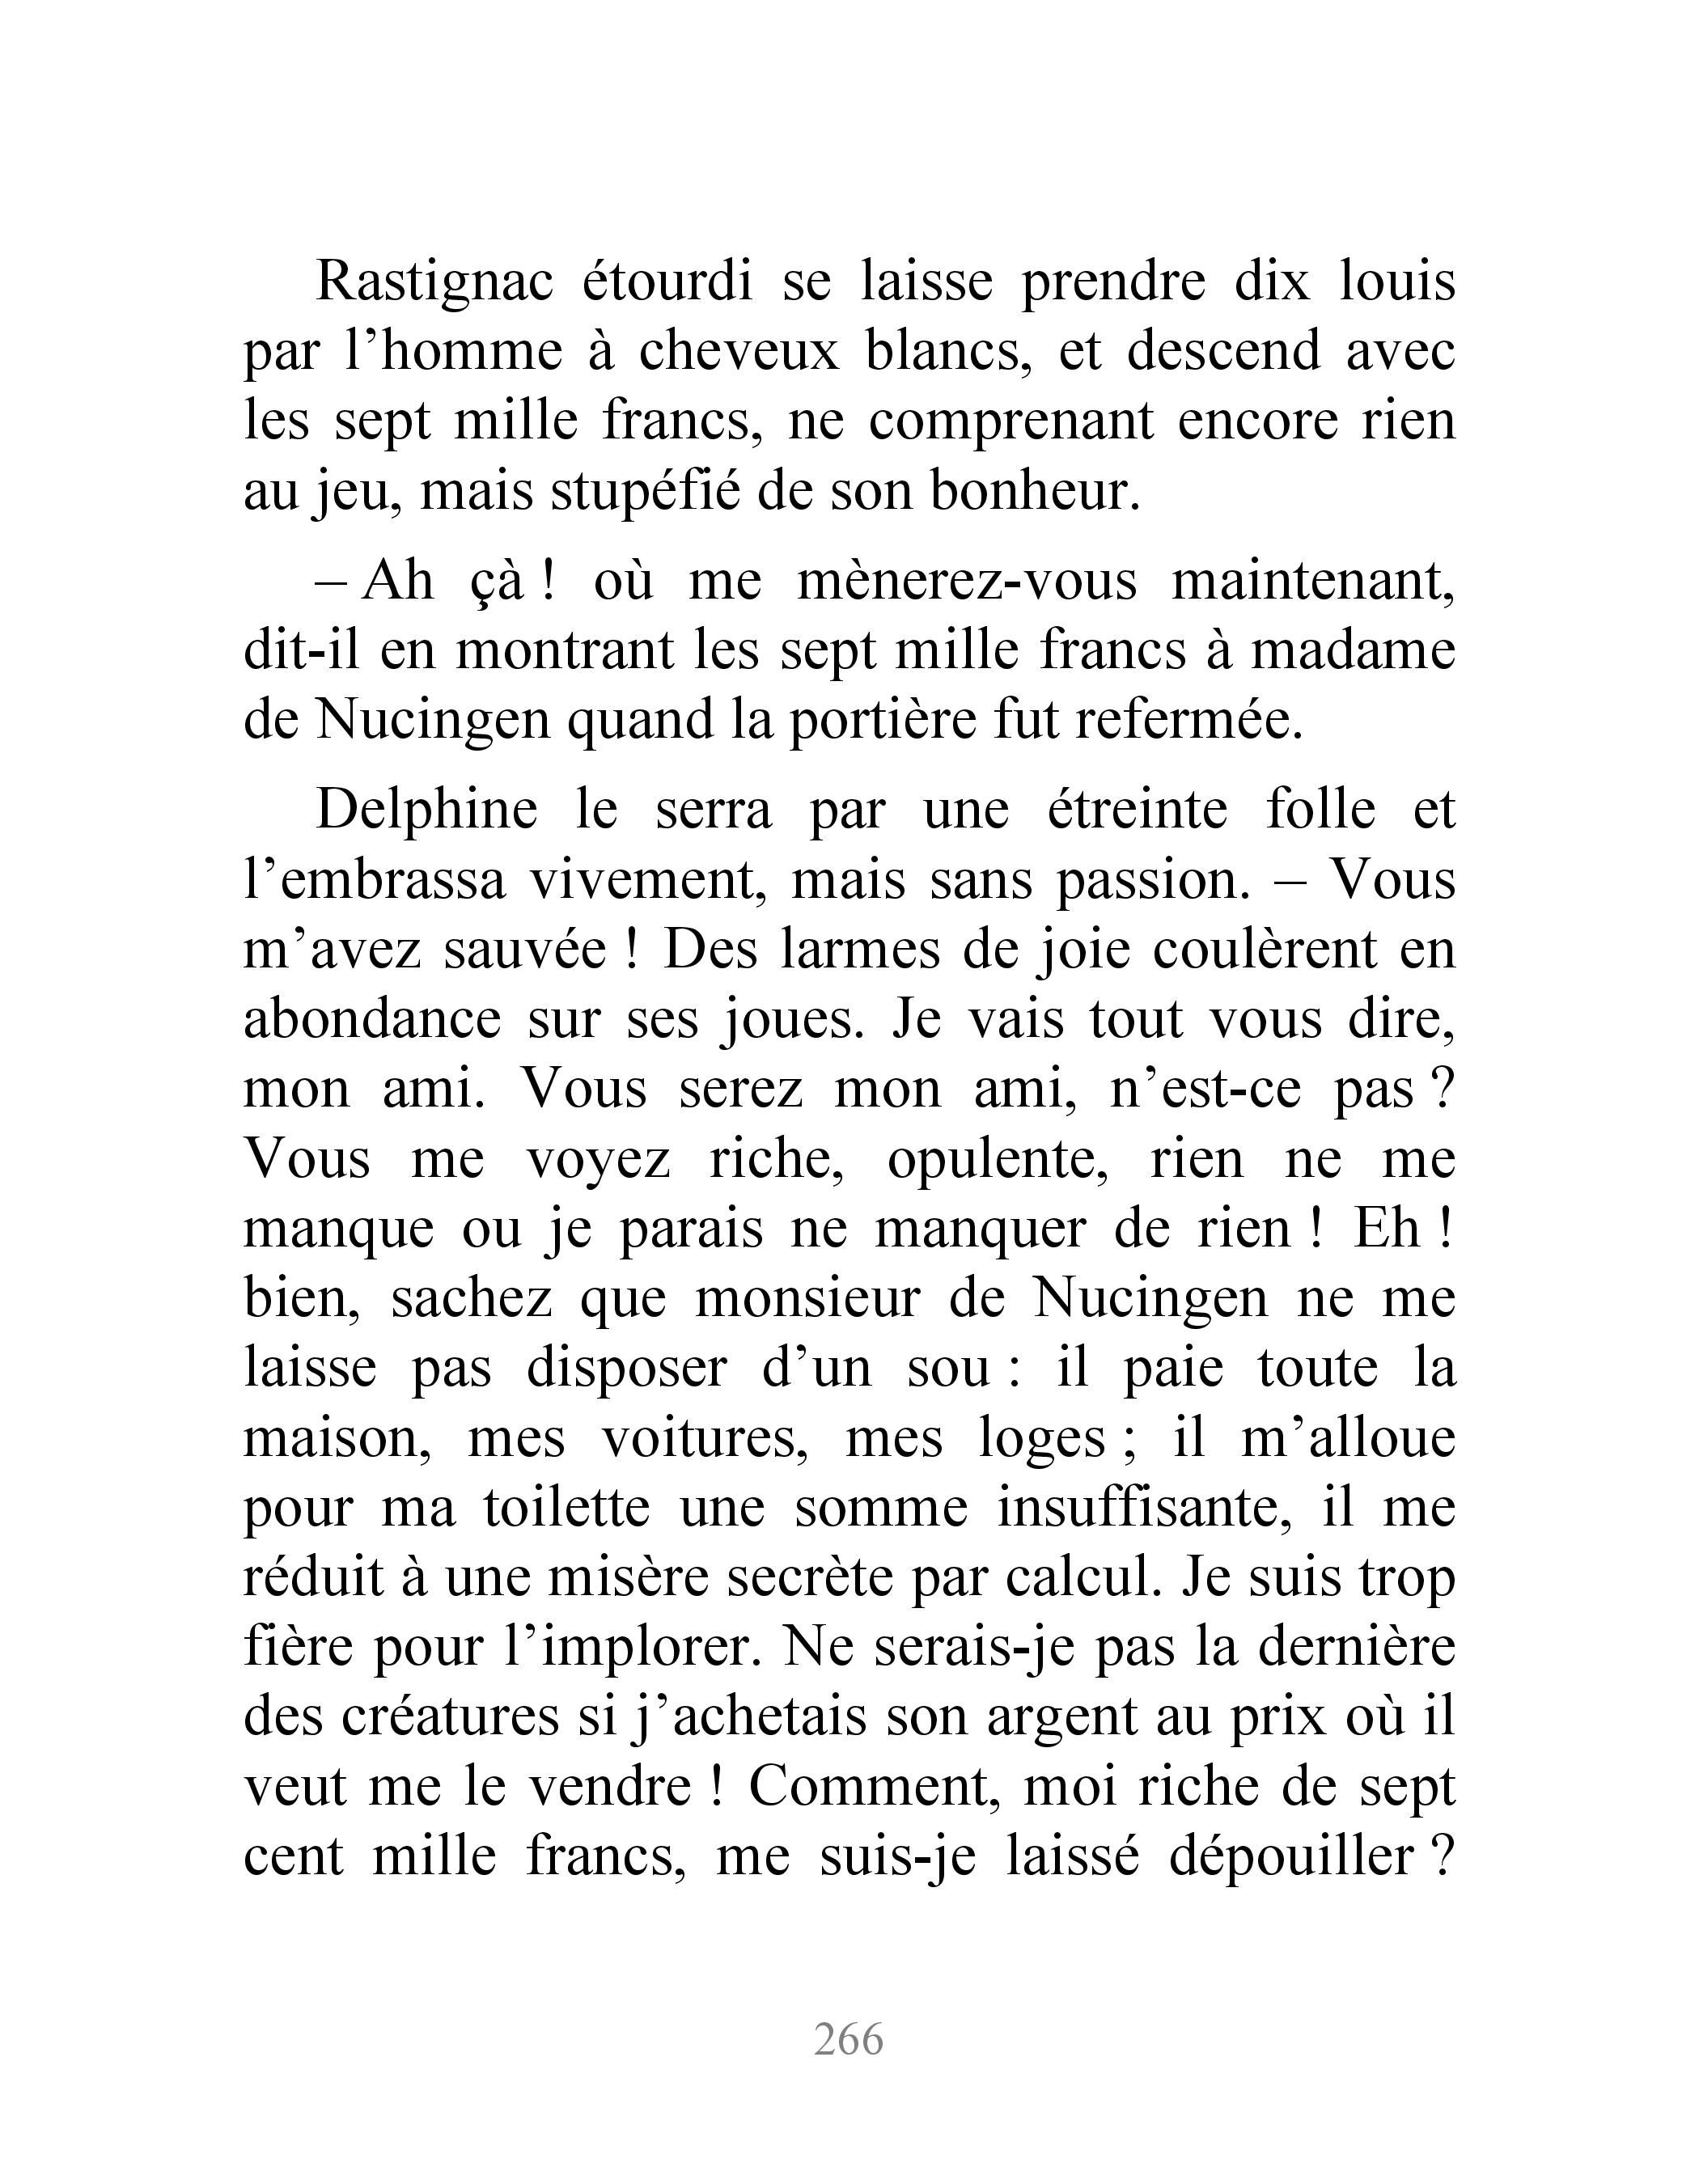 Rastignac étourdi se laisse prendre dix louis
par l’homme à cheveux blancs, et descend avec
les sept mille francs, ne comprenant encore rien
au jeu, mais stupéfié de son bonheur.
– Ah çà ! où me mènerez-vous maintenant,
dit-il en montrant les sept mille francs à madame
de Nucingen quand la portière fut refermée.
Delphine le serra par une étreinte folle et
l’embrassa vivement, mais sans passion. – Vous
m’avez sauvée ! Des larmes de joie coulèrent en
abondance sur ses joues. Je vais tout vous dire,
mon ami. Vous serez mon ami, n’est-ce pas ?
Vous me voyez riche, opulente, rien ne me
manque ou je parais ne manquer de rien ! Eh !
bien, sachez que monsieur de Nucingen ne me
laisse pas disposer d’un sou : il paie toute la
maison, mes voitures, mes loges ; il m’alloue
pour ma toilette une somme insuffisante, il me
réduit à une misère secrète par calcul. Je suis trop
fière pour l’implorer. Ne serais-je pas la dernière
des créatures si j’achetais son argent au prix où il
veut me le vendre ! Comment, moi riche de sept
cent mille francs, me suis-je laissé dépouiller ?
266